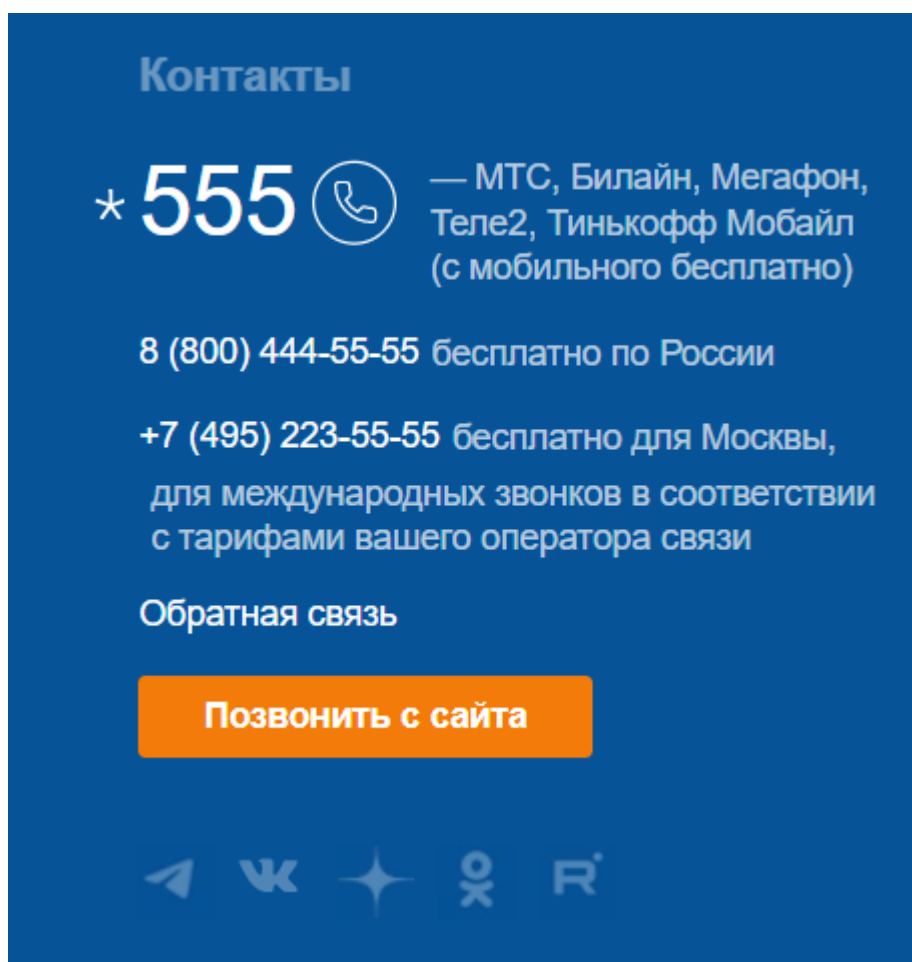 Контакты
*555 — МТС, Билайн, Мегафон,
Теле2, Тинькофф Мобайл
(с мобильного бесплатно)
8 (800) 444-55-55 бесплатно по России
+7 (495) 223-55-55 бесплатно для Москвы,
для международных звонков в соответствии
с тарифами вашего оператора связи
Обратная связь
Позвонить с сайта